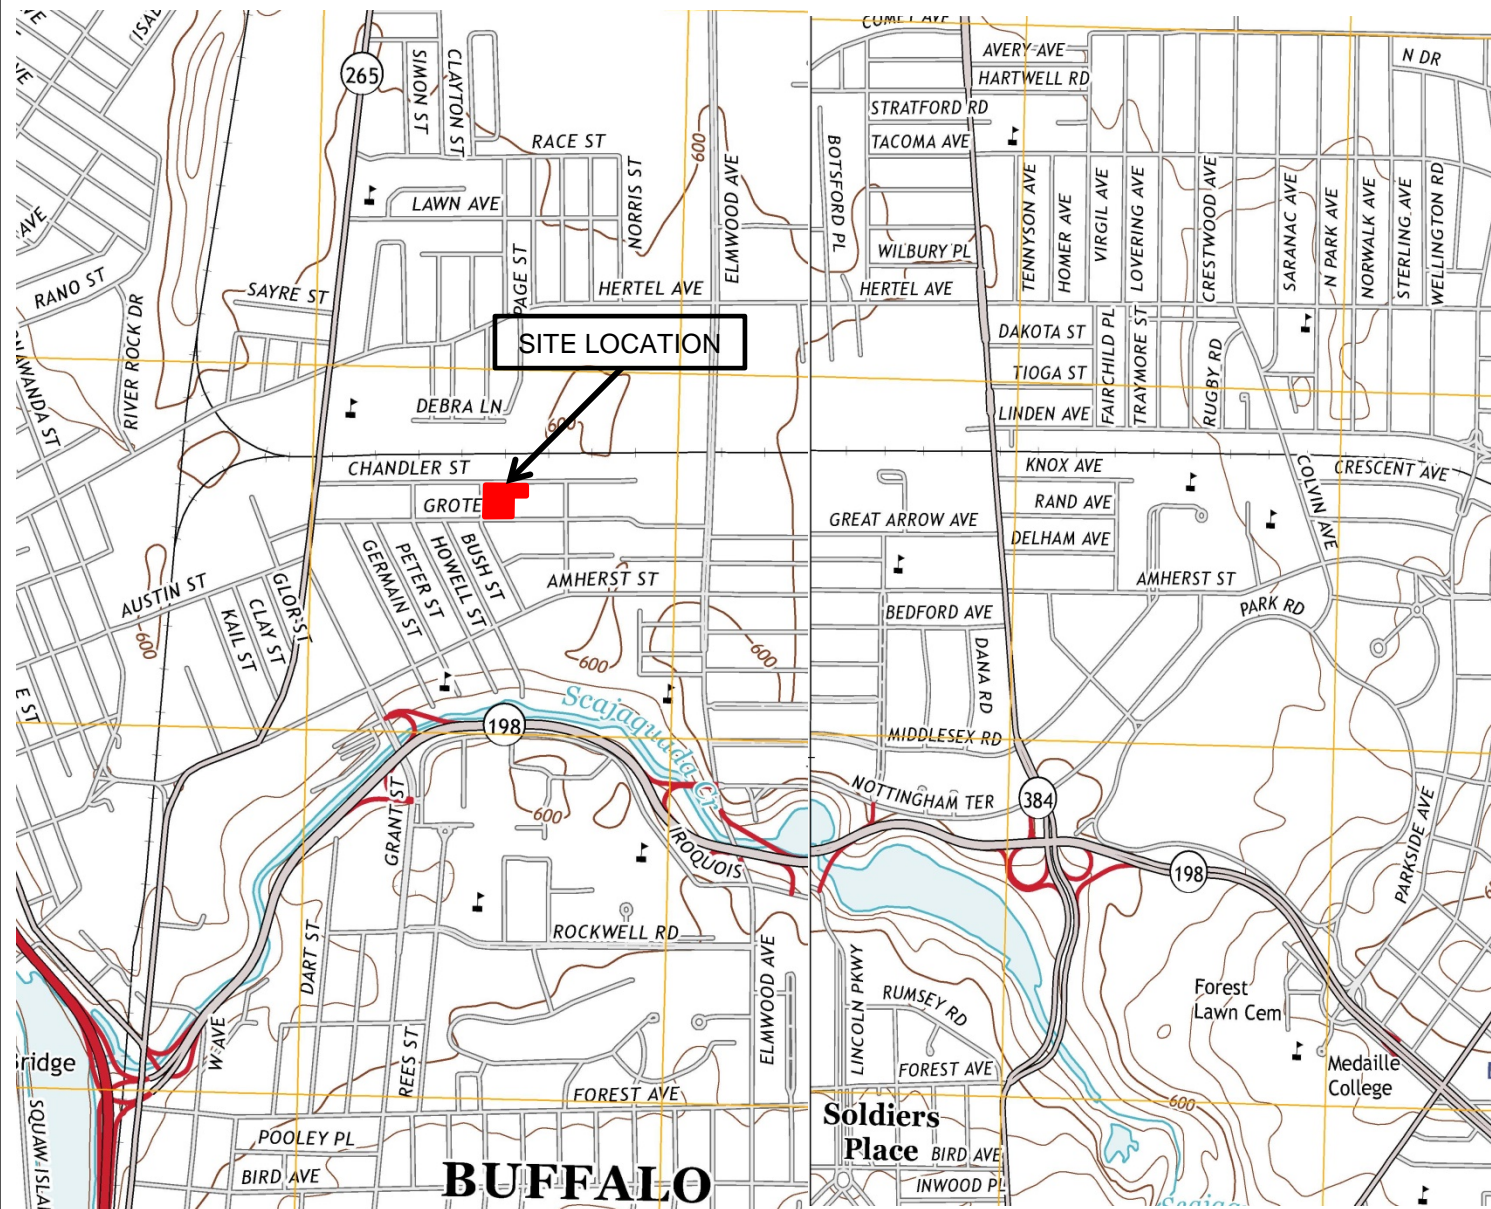 265
SIMON ST
CLAYTON ST
RACE ST
NORRIS ST
LAWN AVE
600
ELMWOOD AVE
AVE
RANO ST
RIVER ROCK DR
SAYRE ST
PAGE ST
HERTEL AVE
SITE LOCATION
DEBRA LN
600
CHANDLER ST
GROTE
AUSTIN ST
GLOR ST
CLAY ST
KAIL ST
GERMAIN ST
PETER ST
HOWELL ST
BUSH ST
AMHERST ST
600
600
600
E ST
Scajaquada Cr
198
GRANT ST
600
IROQUOIS
DART ST
ROCKWELL RD
ELMWOOD AVE
W AVE
REES ST
FOREST AVE
POOLEY PL
BIRD AVE
BUFFALO
AVERY AVE
HARTWELL RD
N DR
STRATFORD RD
TACOMA AVE
BOTSFORD PL
WILBURY PL
HERTEL AVE
TENNYSON AVE
HOMER AVE
VIRGIL AVE
LOVERING AVE
CRESTWOOD AVE
SARANAC AVE
N PARK AVE
NORWALK AVE
STERLING AVE
WELLINGTON RD
DAKOTA ST
TIOGA ST
LINDEN AVE
FAIRCHILD PL
TRAYMORE ST
RUGBY RD
KNOX AVE
COLVIN AVE
CRESCENT AVE
RAND AVE
GREAT ARROW AVE
DELHAM AVE
AMHERST ST
PARK RD
BEDFORD AVE
DANA RD
MIDDLESEX RD
NOTTINGHAM TER
384
198
PARKSIDE AVE
LINCOLN PKWY
RUMSEY RD
Forest
Lawn Cem
FOREST AVE
Medaille
College
600
Soldiers
Place
BIRD AVE
INWOOD PL